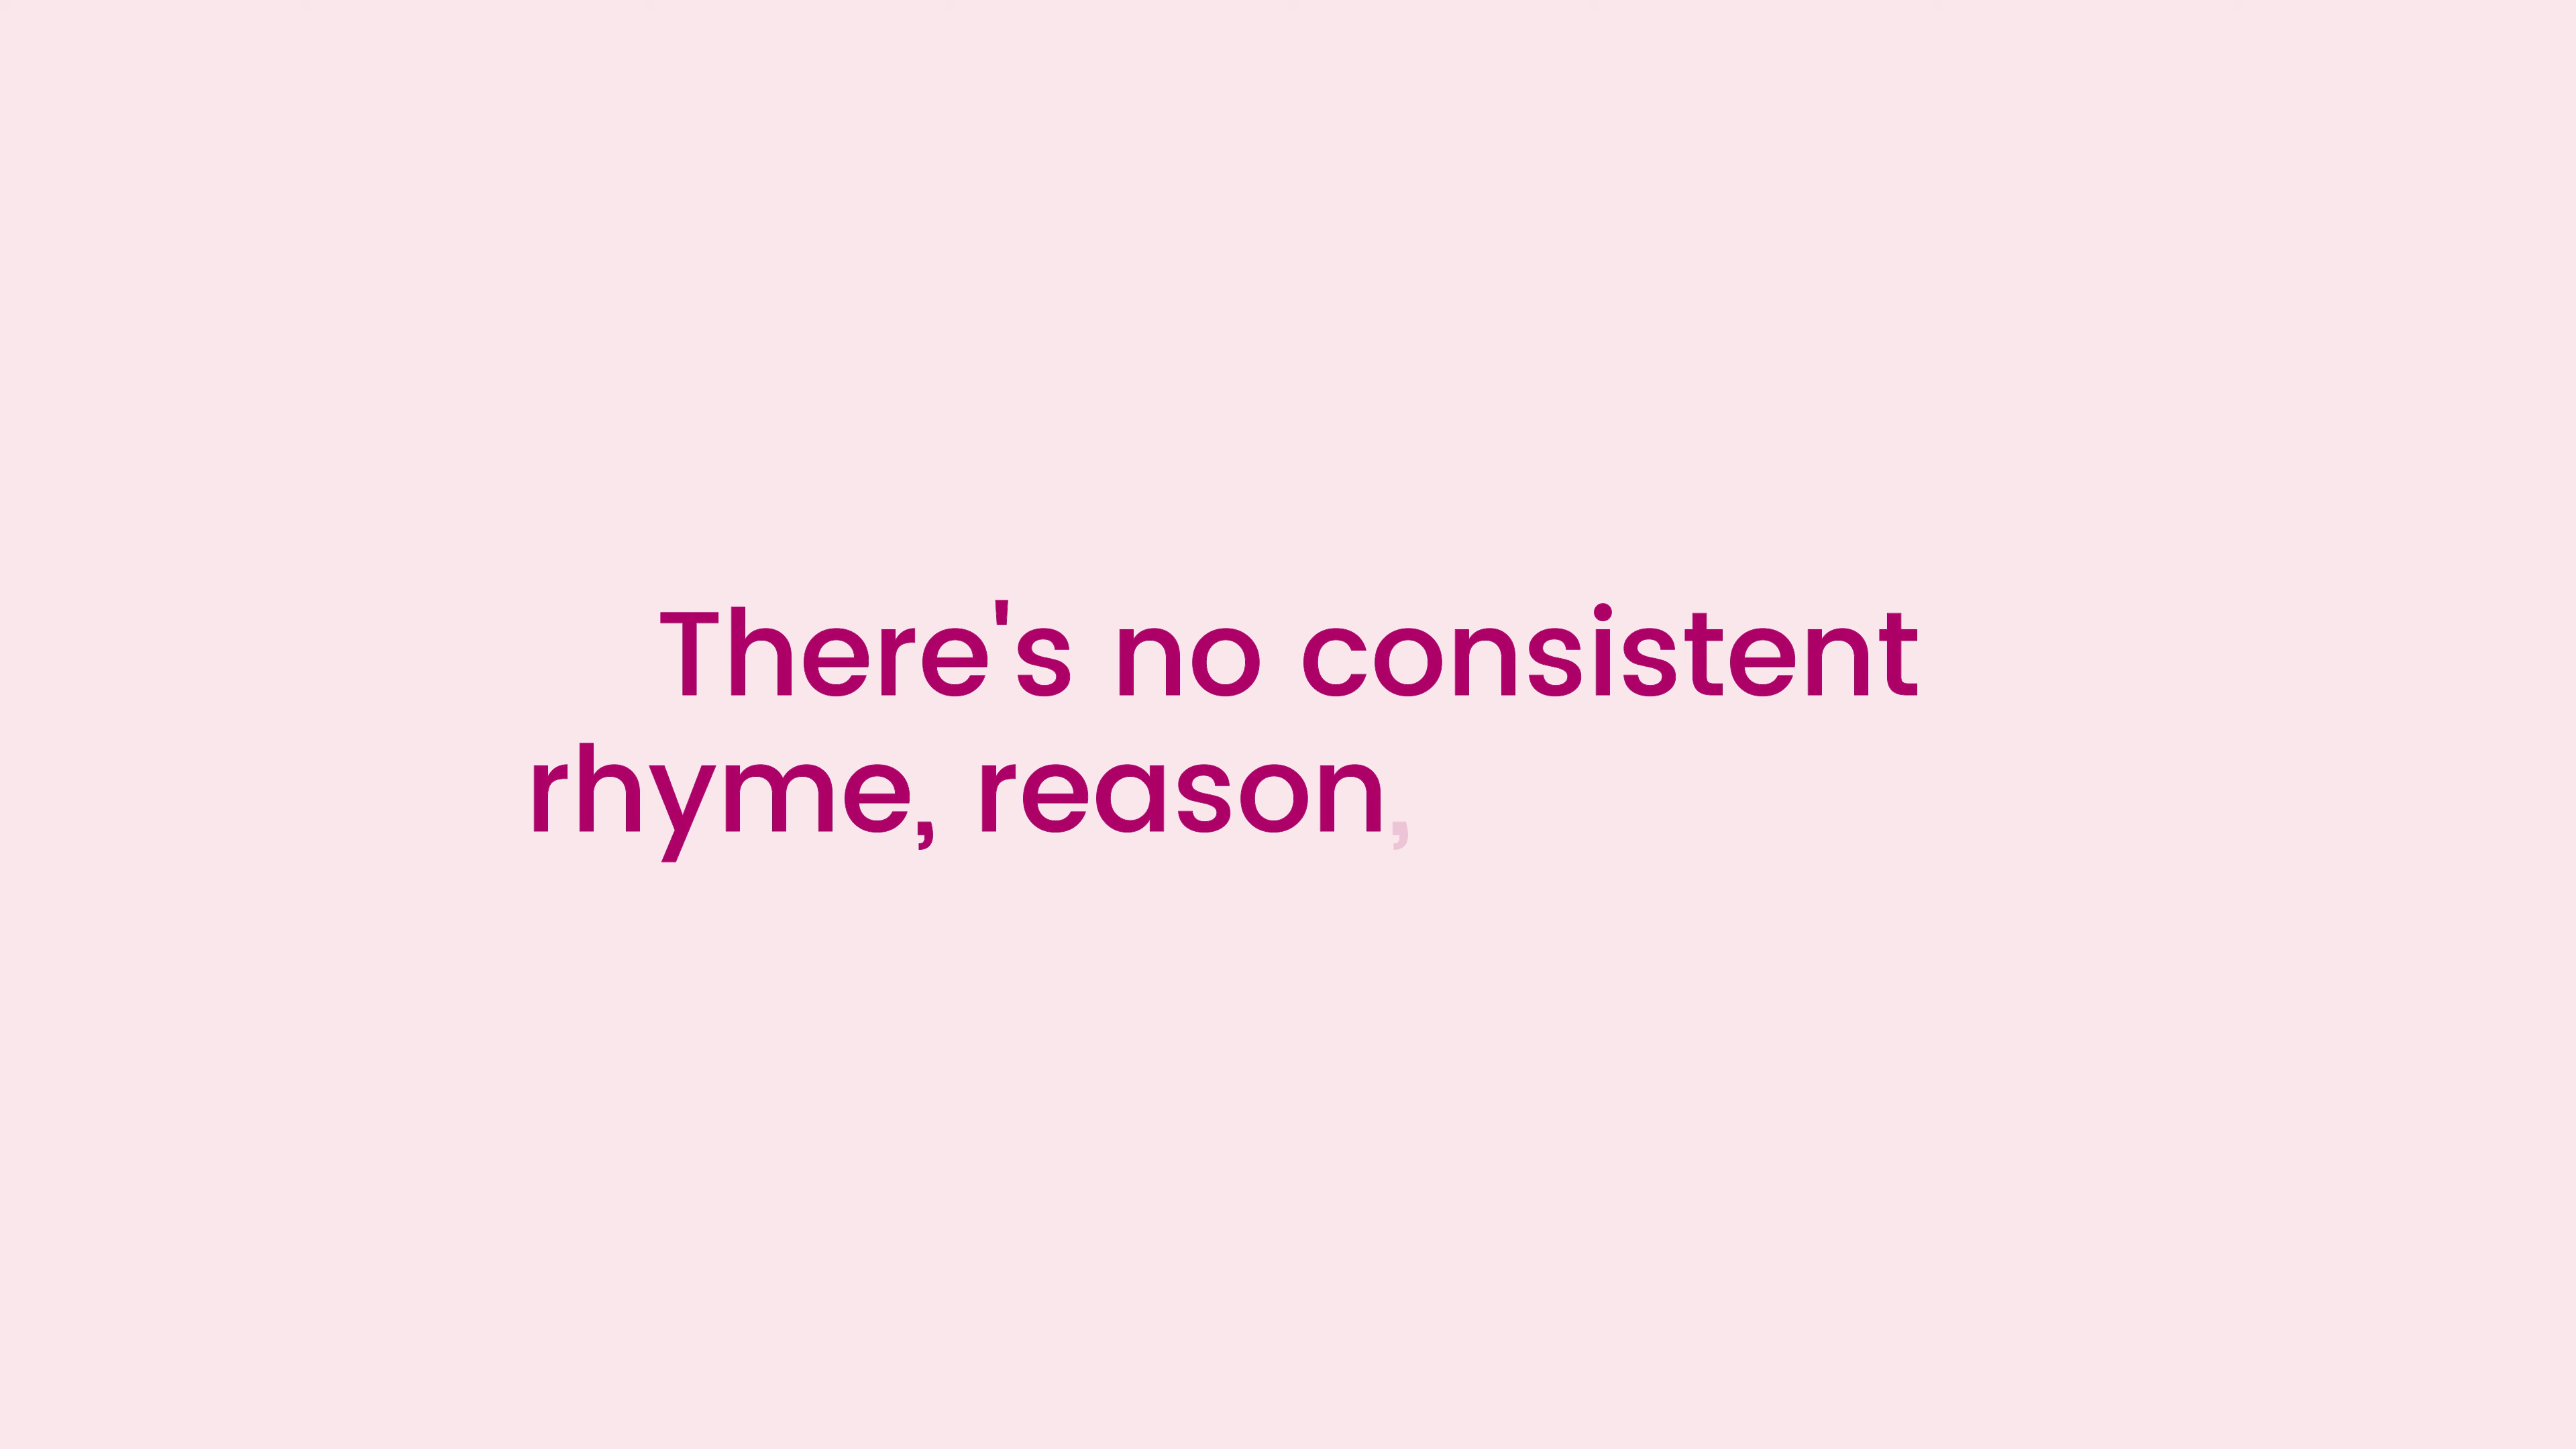 There's no consistent
rhyme, reason,